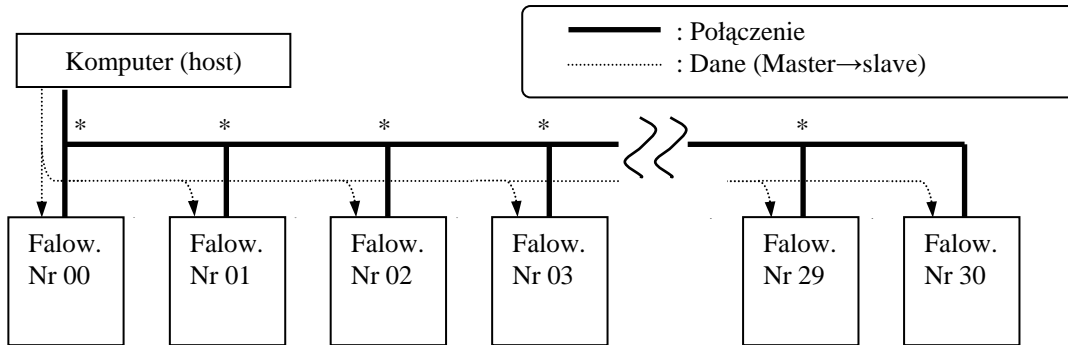 Komputer (host)
: Połączenie
: Dane (Master→slave)
* * * * *
Falow.
Nr 00
Falow.
Nr 01
Falow.
Nr 02
Falow.
Nr 03
Falow.
Nr 29
Falow.
Nr 30